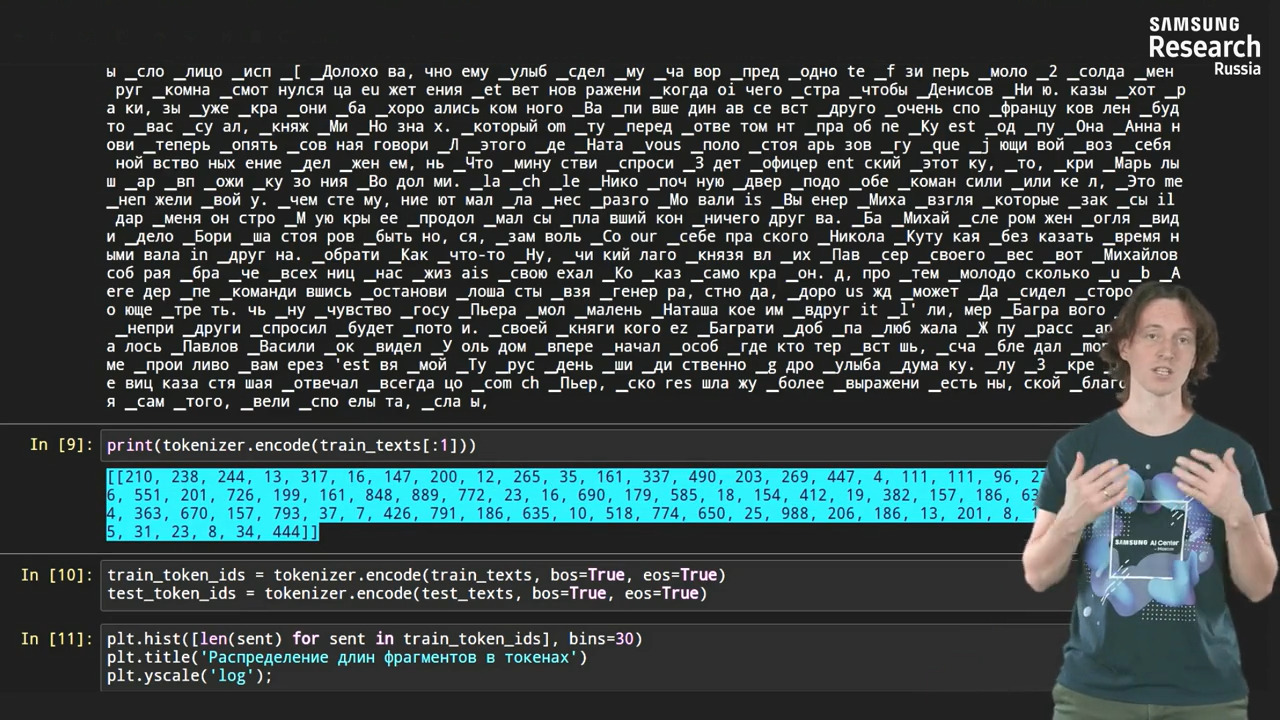 SAMSUNG
Research
Russia
ы _сло _лицо _исп _[ _Долохо ва, чно ему _улыб _сдел _му _ча вор _пред _одно te _f зи перь _моло _2 _солда _мен
руг _комна _смот нулся ца eu жет ения _et вет нов ражени _когда oi чего _стра _чтобы _Денисов _Ни ю. казы _хот _р
а ки, зы _уже _кра _они _ба _хоро ались ком ного _Ва _пи вше дин ав се вст _друго _очень спо _францу ков лен _буд
то _вас _су ал, _княж _Ми _Но зна х. _который om _ту _перед _отве том нт _пра об пе _Ку est _од _пу _Она _Анна н
ови _теперь _опять _сов ная говори _Л _этого _де _Ната _vous _поло _стоя арь зов _гу _que _j ющи вой _воз _себя
ной вство ных ение _дел _жен ем, нь _Что _мину стви _спроси _З дет _офицер ent ский _этот ку, _то, _кри _Марь лы
ш _ар _вп _ожи _ку зо ния _Во дол ми. _la _ch _le _Нико _поч ную _двер _подо _обе _коман сили _или ке л, _Это me
_неп жели _вой у. _чем сте му, ние ют мал _ла _нес _разго _Мо вали is _Вы енер _Миха _взгля _которые _зак _сы il
дар _меня он стро _М ую кры ее _продол _мал сы _пла вший кон _ничего друг ва. _Ба _Михай _сле ром жен _огля _вид
и _дело _Бори _ша стоя ров _быть но, ся, _зам воль _Со our _себе пра ского _Никола _Куту кая _без казать _время н
ыми вала in _друг на. _обрати _Как _что-то _Ну, _чи кий лаго _князя вл _их _Пав _сер _своего _вес _вот _Михайлов
соб рая _бра _че _всех ниц _нас _жиз ais _свою ехал _Ко _каз _само кра _он. д, про _тем _молодо сколько _u _b _А
ere дер _пе _команди вшись _останови _лоша сты _взя _генер ра, стно да, _доро us жд _может _Да _сидел _сторо
о юще _тре ть. чь _ну _чувство _госу _Пьера _мол _малень _Наташа кое им _вдруг it _l' ли, мер _Багра вого
_непри _други _спросил _будет _пото и. _своей _княги кого ez _Баграти _доб _па _люб жала _Ж пу _расс
а лось _Павлов _Васили _ок _видел _У оль дом _впере _начал _особ _где кто тер _вст шь, _сча _бле дал
ме _прои ливо _вам ерез 'est вя _мой _Ту _рус _день _ши _ди ственно _g дро _улыба _дума ку. _лу _3 _кре
е виц каза стя шая _отвечал _всегда цо _com ch _Пьер, _ско res шла жу _более _выражени _есть ны, ской
я _сам _того, _вели _спо елы та, _сла ы,
In [9]: print(tokenizer.encode(train_texts[:1]))
[[210, 238, 244, 13, 317, 16, 147, 200, 12, 265, 35, 161, 337, 490, 203, 269, 447, 4, 111, 111, 96,
6, 551, 201, 726, 199, 161, 848, 889, 772, 23, 16, 690, 179, 585, 18, 154, 412, 19, 382, 157, 186,
4, 363, 670, 157, 793, 37, 7, 426, 791, 186, 635, 10, 518, 774, 650, 25, 988, 206, 186, 13, 201, 8,
5, 31, 23, 8, 34, 444]]
In [10]: train_token_ids = tokenizer.encode(train_texts, bos=True, eos=True)
test_token_ids = tokenizer.encode(test_texts, bos=True, eos=True)
In [11]: plt.hist([len(sent) for sent in train_token_ids], bins=30)
plt.title('Распределение длин фрагментов в токенах')
plt.yscale('log');
SAMSUNG AI Center